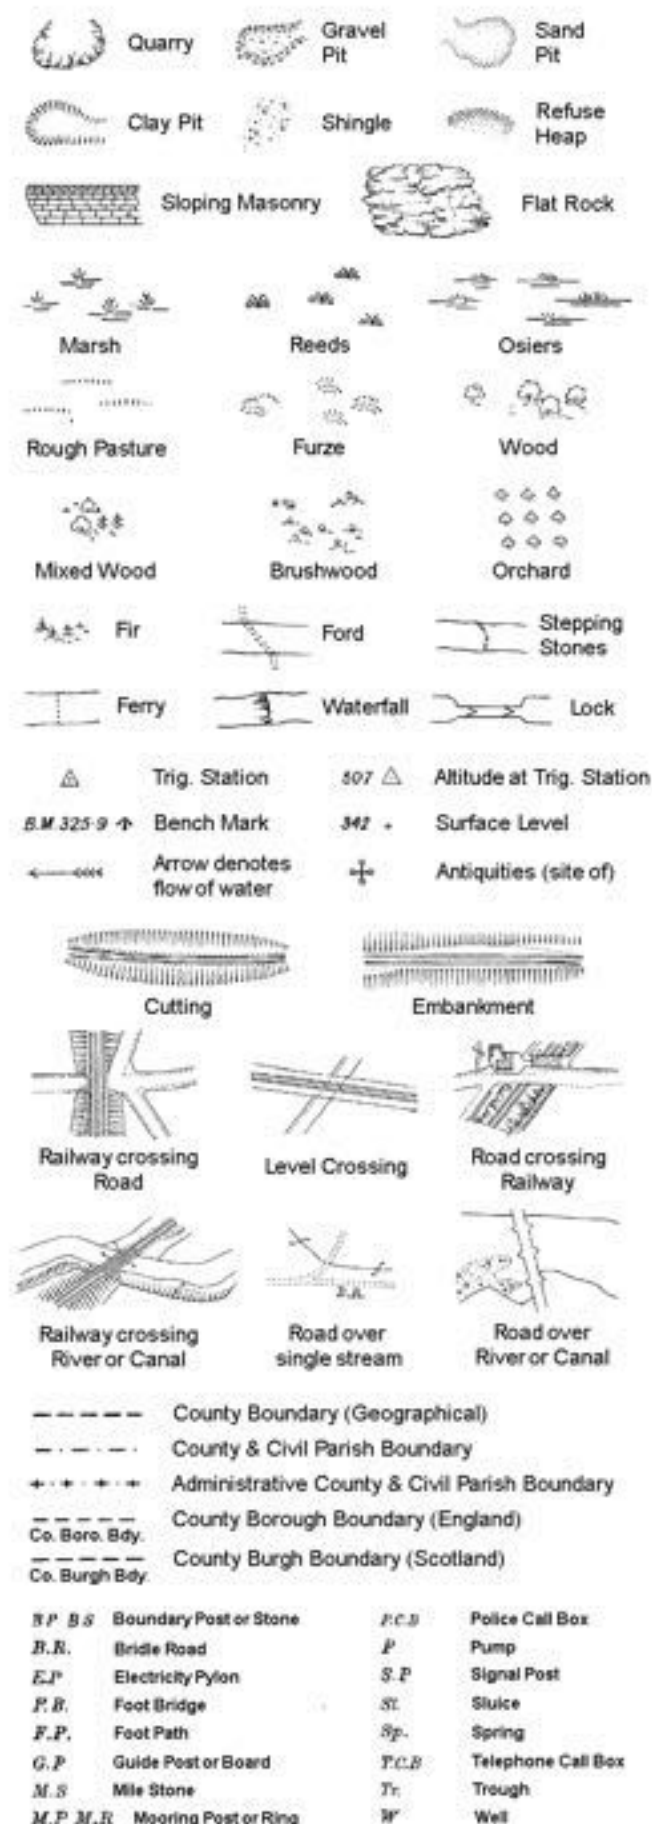 Quarry
Gravel Pit
Sand Pit
Clay Pit
Shingle
Refuse Heap
Sloping Masonry
Flat Rock
Marsh
Reeds
Osiers
Rough Pasture
Furze
Wood
Mixed Wood
Brushwood
Orchard
Fir
Ford
Stepping Stones
Ferry
Waterfall
Lock
Trig. Station
507 Altitude at Trig. Station
B.M. 325·9 Bench Mark
342 + Surface Level
Arrow denotes flow of water
Antiquities (site of)
Cutting
Embankment
Railway crossing Road
Level Crossing
Road crossing Railway
B.R.
Railway crossing River or Canal
Road over single stream
Road over River or Canal
County Boundary (Geographical)
County & Civil Parish Boundary
Administrative County & Civil Parish Boundary
County Borough Boundary (England)
Co. Boro. Bdy.
County Burgh Boundary (Scotland)
Co. Burgh Bdy.
B P B S Boundary Post or Stone
P.C.B Police Call Box
B.R. Bridle Road
P Pump
E.P Electricity Pylon
S.P Signal Post
F.B. Foot Bridge
Sl. Sluice
F.P. Foot Path
Sp. Spring
G.P Guide Post or Board
T.C.B Telephone Call Box
M.S Mile Stone
Tr. Trough
M.P M.R Mooring Post or Ring
W Well